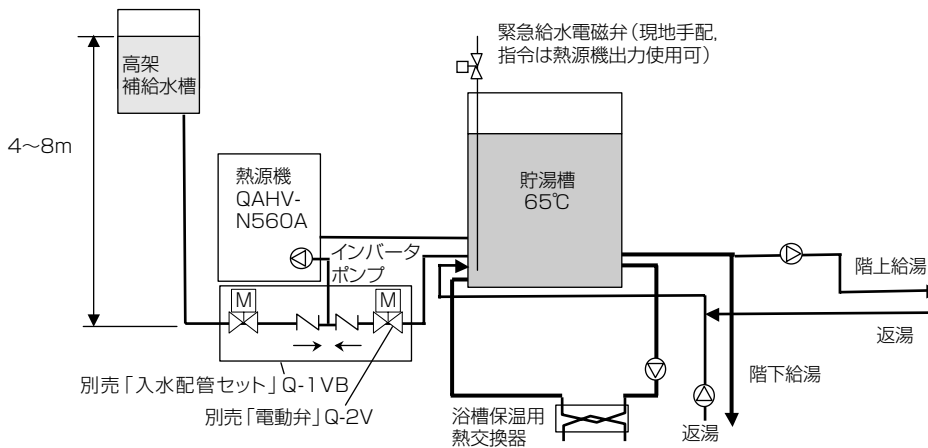 緊急給水電磁弁（現地手配,
指令は熱源機出力使用可）
高架
補給水槽
4〜8m
熱源機
QAHV-
N560A
貯湯槽
65℃
インバータ
ポンプ
階上給湯
M
M
返湯
別売「入水配管セット」Q-1VB
階下給湯
別売「電動弁」Q-2V
浴槽保温用
熱交換器
返湯